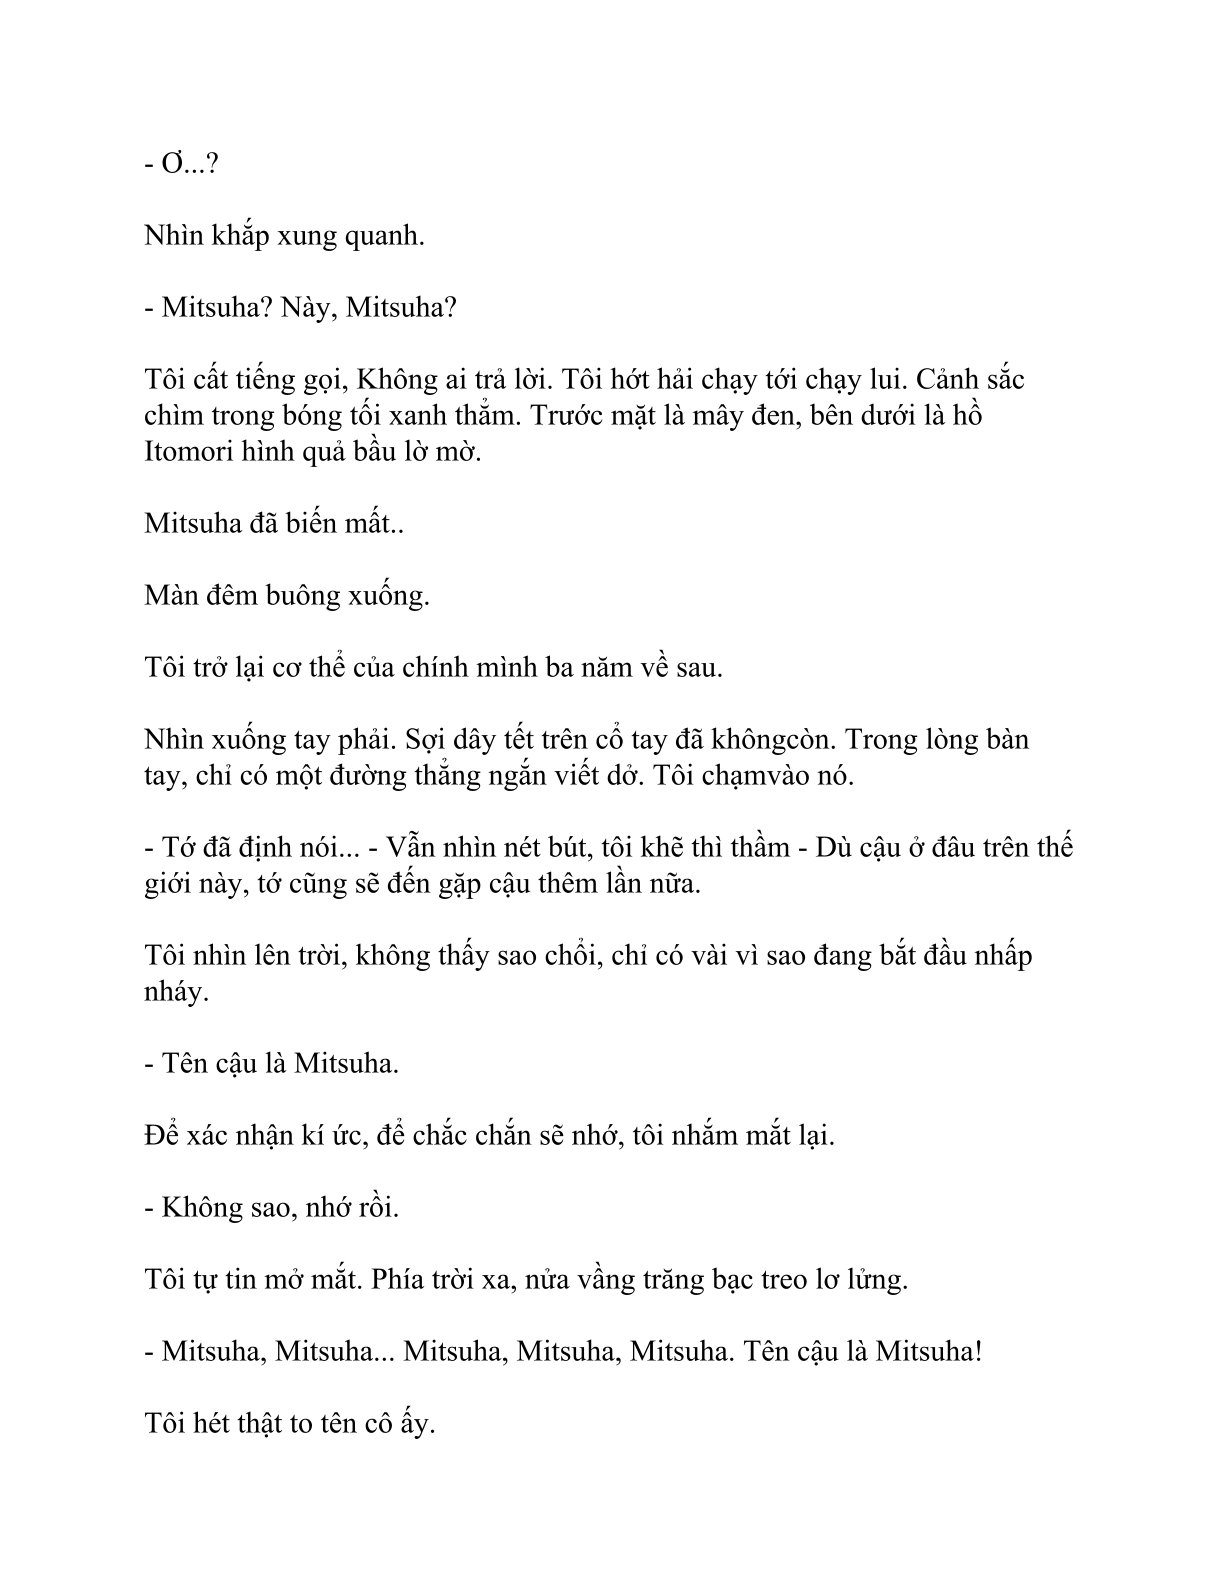 - Ơ...?
Nhìn khắp xung quanh.
- Mitsuha? Này, Mitsuha?
Tôi cất tiếng gọi, Không ai trả lời. Tôi hớt hải chạy tới chạy lui. Cảnh sắc
chìm trong bóng tối xanh thẳm. Trước mặt là mây đen, bên dưới là hồ
Itomori hình quả bầu lờ mờ.
Mitsuha đã biến mất..
Màn đêm buông xuống.
Tôi trở lại cơ thể của chính mình ba năm về sau.
Nhìn xuống tay phải. Sợi dây tết trên cổ tay đã khôngcòn. Trong lòng bàn
tay, chỉ có một đường thẳng ngắn viết dở. Tôi chạmvào nó.
- Tớ đã định nói... - Vẫn nhìn nét bút, tôi khẽ thì thầm - Dù cậu ở đâu trên thế
giới này, tớ cũng sẽ đến gặp cậu thêm lần nữa.
Tôi nhìn lên trời, không thấy sao chổi, chỉ có vài vì sao đang bắt đầu nhấp
nháy.
- Tên cậu là Mitsuha.
Để xác nhận kí ức, để chắc chắn sẽ nhớ, tôi nhắm mắt lại.
- Không sao, nhớ rồi.
Tôi tự tin mở mắt. Phía trời xa, nửa vầng trăng bạc treo lơ lửng.
- Mitsuha, Mitsuha... Mitsuha, Mitsuha, Mitsuha. Tên cậu là Mitsuha!
Tôi hét thật to tên cô ấy.